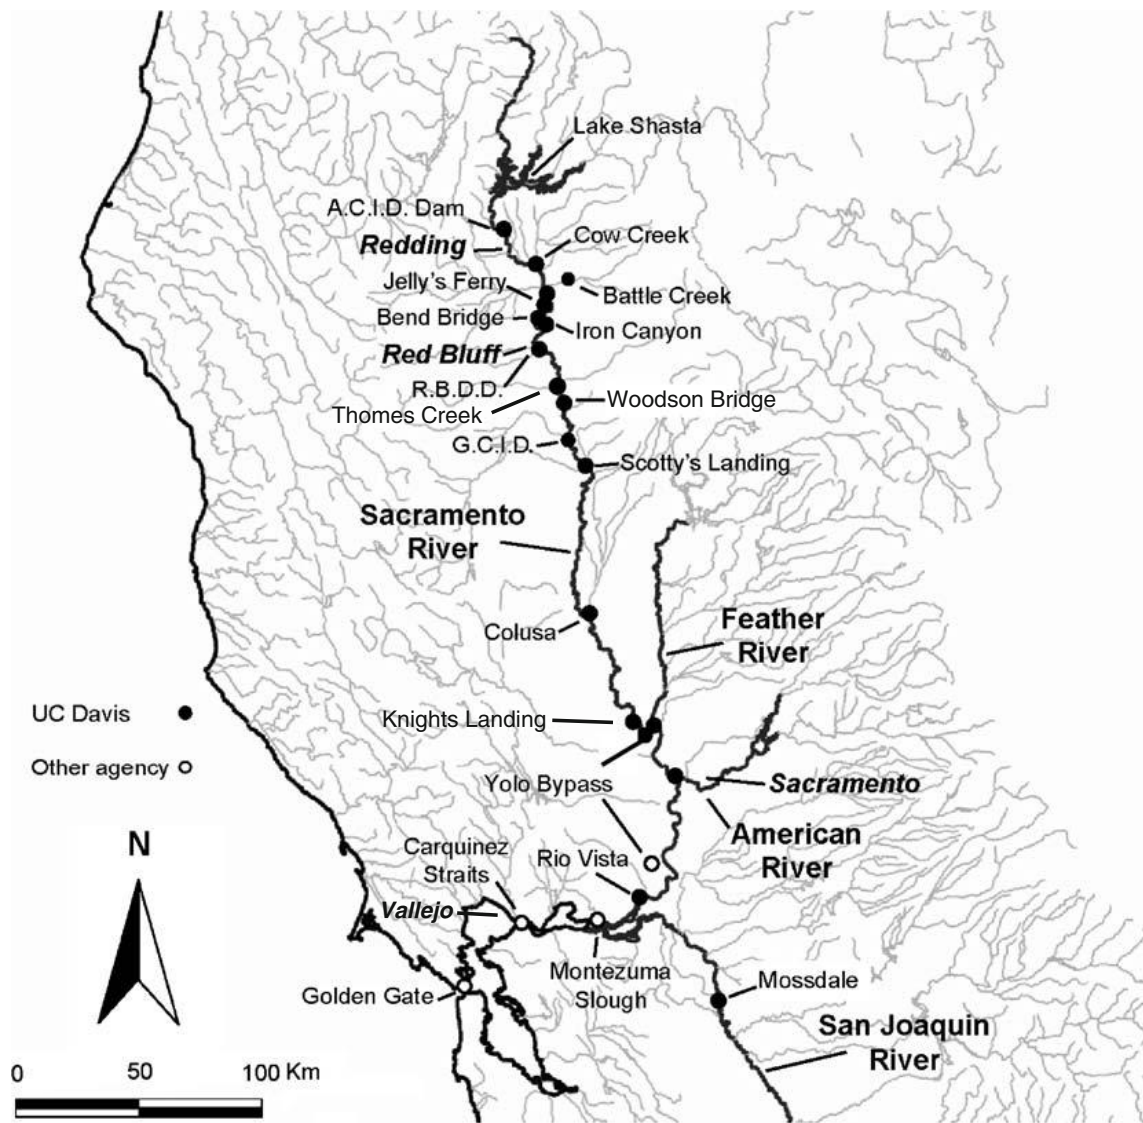 Lake Shasta
A.C.I.D. Dam
Redding
Cow Creek
Jelly's Ferry
Battle Creek
Bend Bridge
Iron Canyon
Red Bluff
R.B.D.D.
Thomes Creek
Woodson Bridge
G.C.I.D.
Scotty's Landing
Sacramento
River
Feather
River
Colusa
UC Davis
Knights Landing
Other agency
Yolo Bypass
Sacramento
American
River
N
Carquinez
Straits
Rio Vista
Vallejo
Montezuma
Slough
Mossdale
Golden Gate
San Joaquin
River
0 50 100 Km